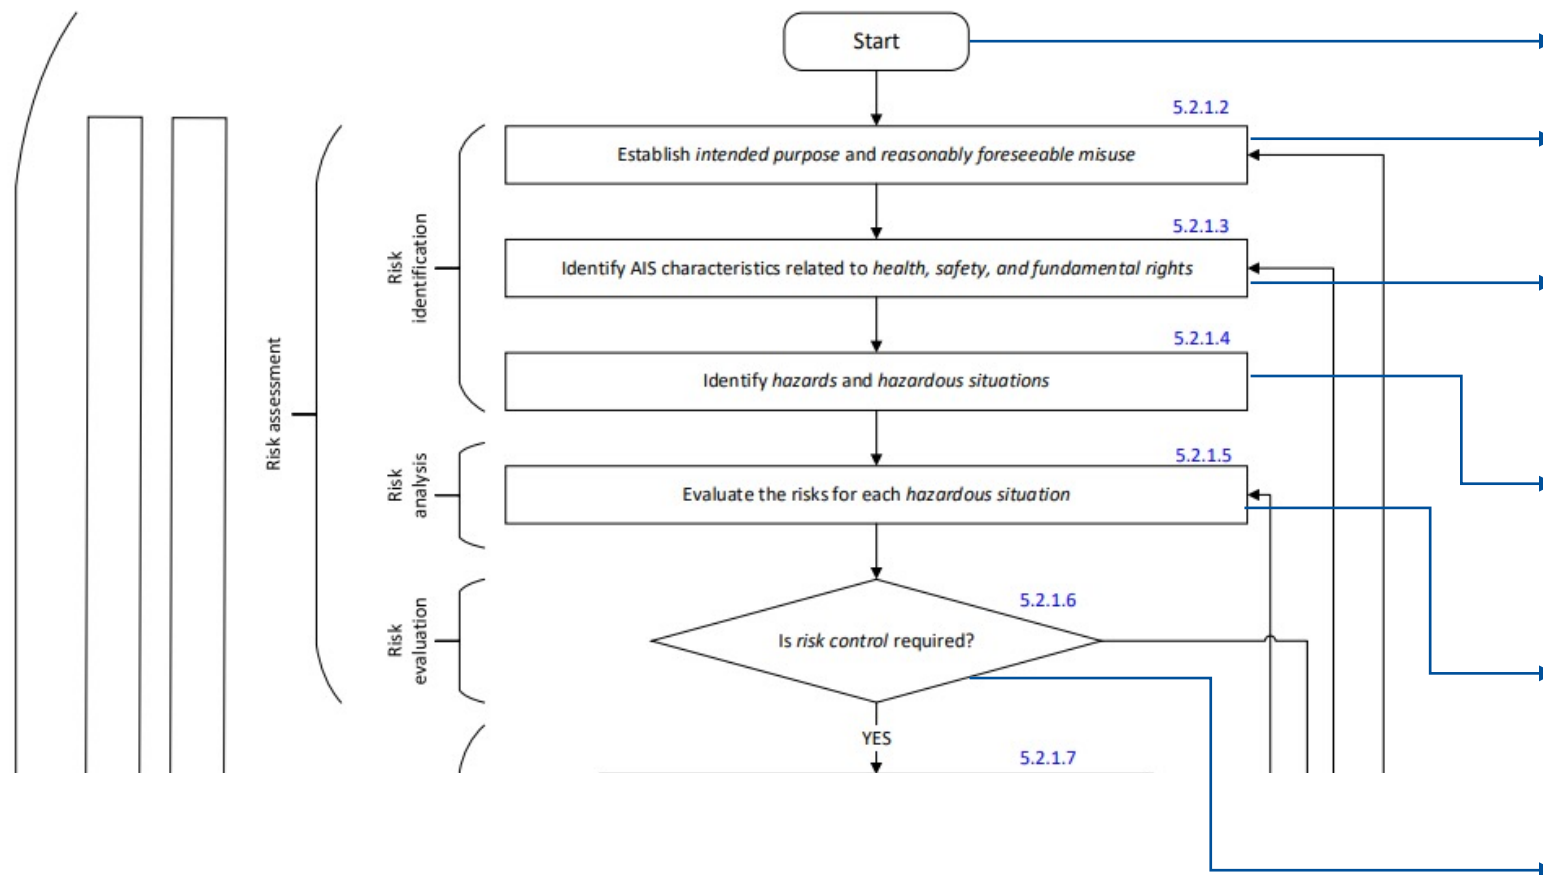 Start
5.2.1.2
Establish intended purpose and reasonably foreseeable misuse
5.2.1.3
Risk
identification
Identify AIS characteristics related to health, safety, and fundamental rights
5.2.1.4
Identify hazards and hazardous situations
Risk assessment
5.2.1.5
Risk
analysis
Evaluate the risks for each hazardous situation
5.2.1.6
Risk
evaluation
Is risk control required?
YES
5.2.1.7